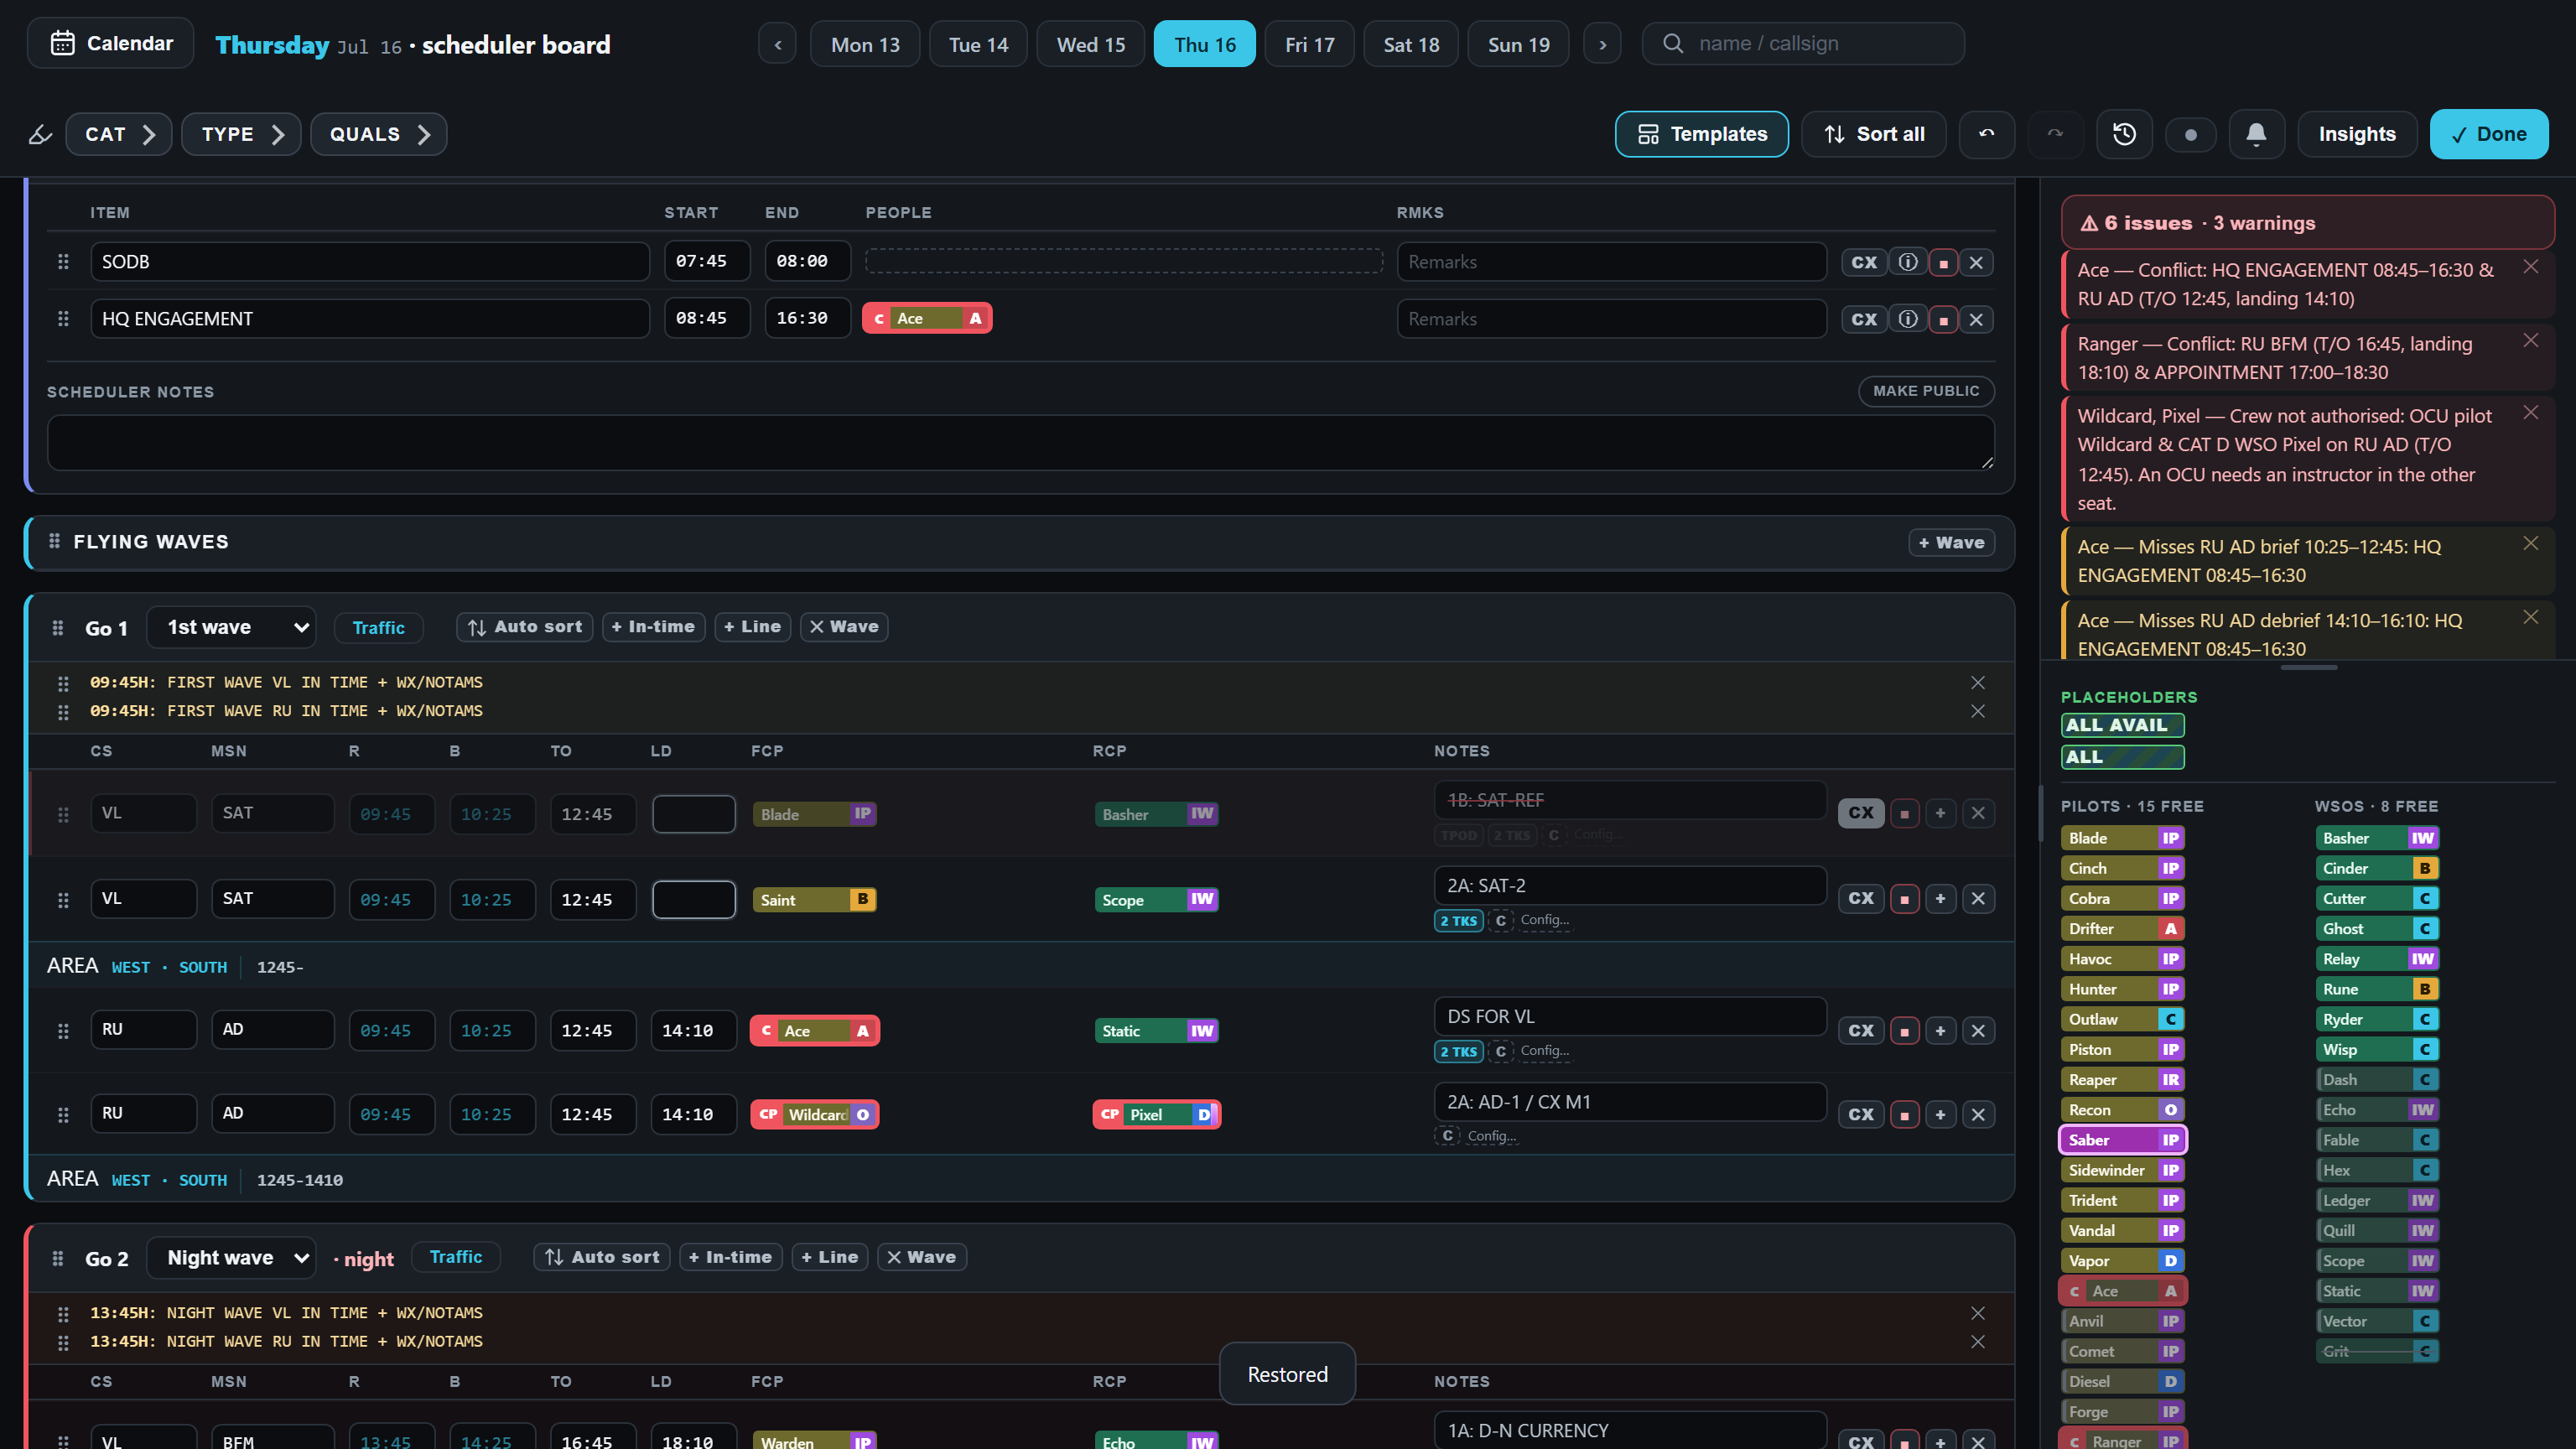 Calendar
Thursday Jul 16 · scheduler board
‹ Mon 13 Tue 14 Wed 15 Thu 16 Fri 17 Sat 18 Sun 19 ›
name / callsign
CAT TYPE QUALS
Templates Sort all Insights ✓ Done
ITEM START END PEOPLE RMKS
SODB 07:45 08:00 Remarks CX
HQ ENGAGEMENT 08:45 16:30 C Ace A Remarks CX
SCHEDULER NOTES MAKE PUBLIC
FLYING WAVES + Wave
Go 1 1st wave Traffic Auto sort + In-time + Line × Wave
09:45H: FIRST WAVE VL IN TIME + WX/NOTAMS
09:45H: FIRST WAVE RU IN TIME + WX/NOTAMS
CS MSN R B TO LD FCP RCP NOTES
VL SAT 09:45 10:25 12:45 Blade IP Basher IW 1B: SAT-REF CX
TPOD 2 TKS C Config...
VL SAT 09:45 10:25 12:45 Saint B Scope IW 2A: SAT-2 CX
2 TKS C Config...
AREA WEST · SOUTH 1245-
RU AD 09:45 10:25 12:45 14:10 C Ace A Static IW DS FOR VL CX
2 TKS C Config...
RU AD 09:45 10:25 12:45 14:10 CP Wildcard O CP Pixel D 2A: AD-1 / CX M1 CX
C Config...
AREA WEST · SOUTH 1245-1410
Go 2 Night wave · night Traffic Auto sort + In-time + Line × Wave
13:45H: NIGHT WAVE VL IN TIME + WX/NOTAMS
13:45H: NIGHT WAVE RU IN TIME + WX/NOTAMS
CS MSN R B TO LD FCP RCP NOTES
VL BFM 13:45 14:25 16:45 18:10 Warden IP Echo IW 1A: D-N CURRENCY CX
Restored
6 issues · 3 warnings
Ace — Conflict: HQ ENGAGEMENT 08:45–16:30 &
RU AD (T/O 12:45, landing 14:10)
Ranger — Conflict: RU BFM (T/O 16:45, landing
18:10) & APPOINTMENT 17:00–18:30
Wildcard, Pixel — Crew not authorised: OCU pilot
Wildcard & CAT D WSO Pixel on RU AD (T/O
12:45). An OCU needs an instructor in the other
seat.
Ace — Misses RU AD brief 10:25–12:45: HQ
ENGAGEMENT 08:45–16:30
Ace — Misses RU AD debrief 14:10–16:10: HQ
ENGAGEMENT 08:45–16:30
PLACEHOLDERS
ALL AVAIL
ALL
PILOTS · 15 FREE WSOS · 8 FREE
Blade IP Basher IW
Cinch IP Cinder B
Cobra IP Cutter C
Drifter A Ghost C
Havoc IP Relay IW
Hunter IP Rune B
Outlaw C Ryder C
Piston IP Wisp C
Reaper IR Dash C
Recon O Echo IW
Saber IP Fable C
Sidewinder IP Hex C
Trident IP Ledger IW
Vandal IP Quill IW
Vapor D Scope IW
C Ace A Static IW
Anvil IP Vector C
Comet IP Grit C
Diesel D
Forge IP
C Ranger IP